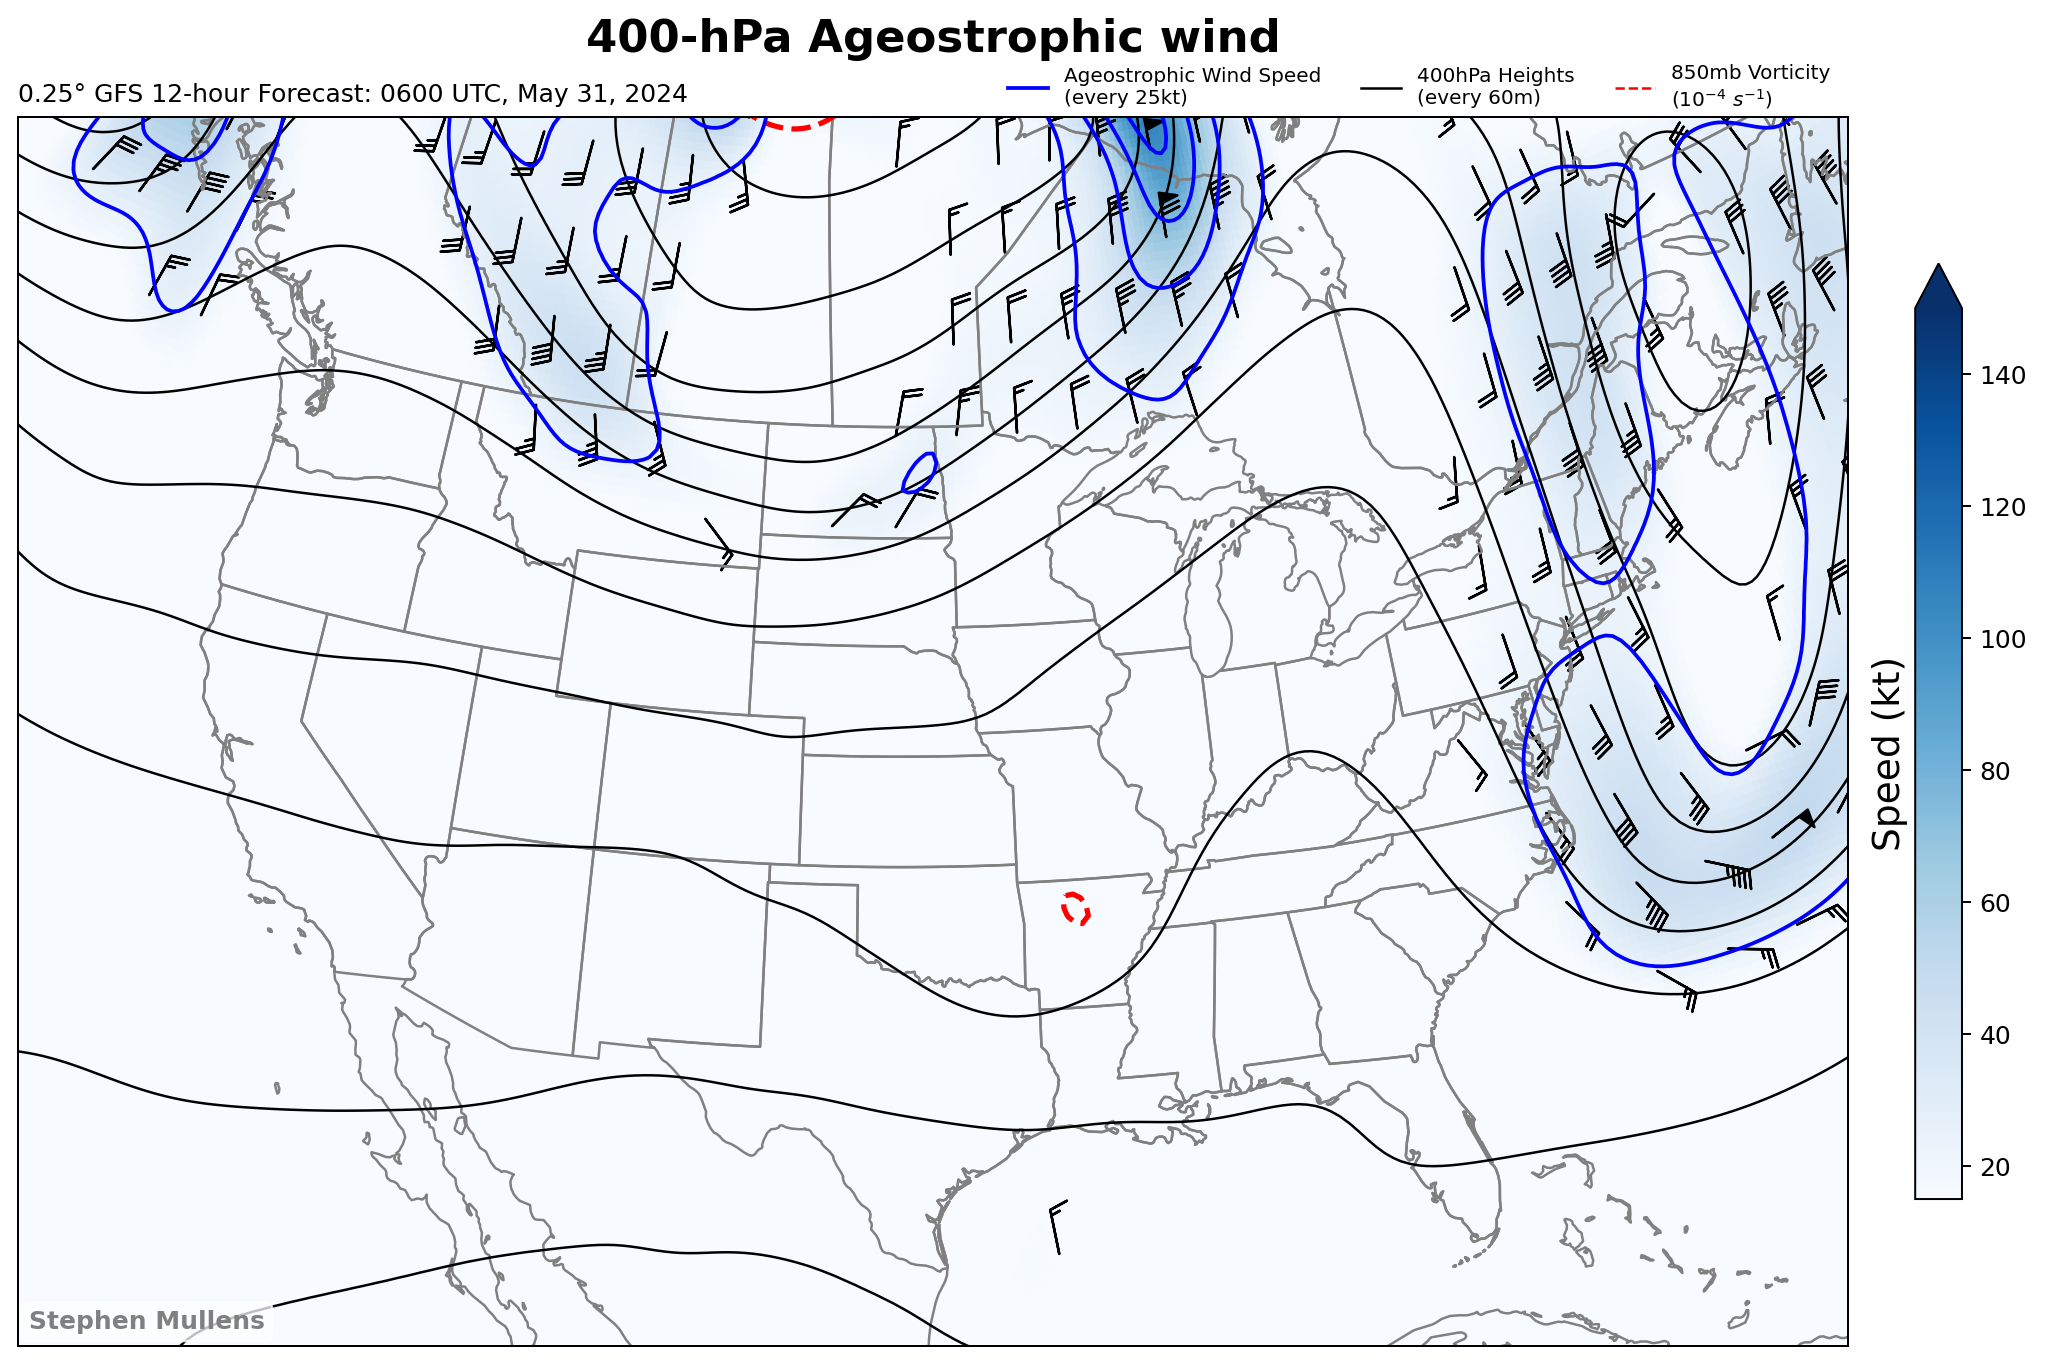 400-hPa Ageostrophic wind
0.25° GFS 12-hour Forecast: 0600 UTC, May 31, 2024
Ageostrophic Wind Speed
(every 25kt)
400hPa Heights
(every 60m)
850mb Vorticity
(10⁻⁴ s⁻¹)
140
120
100
80
60
40
20
Speed (kt)
Stephen Mullens